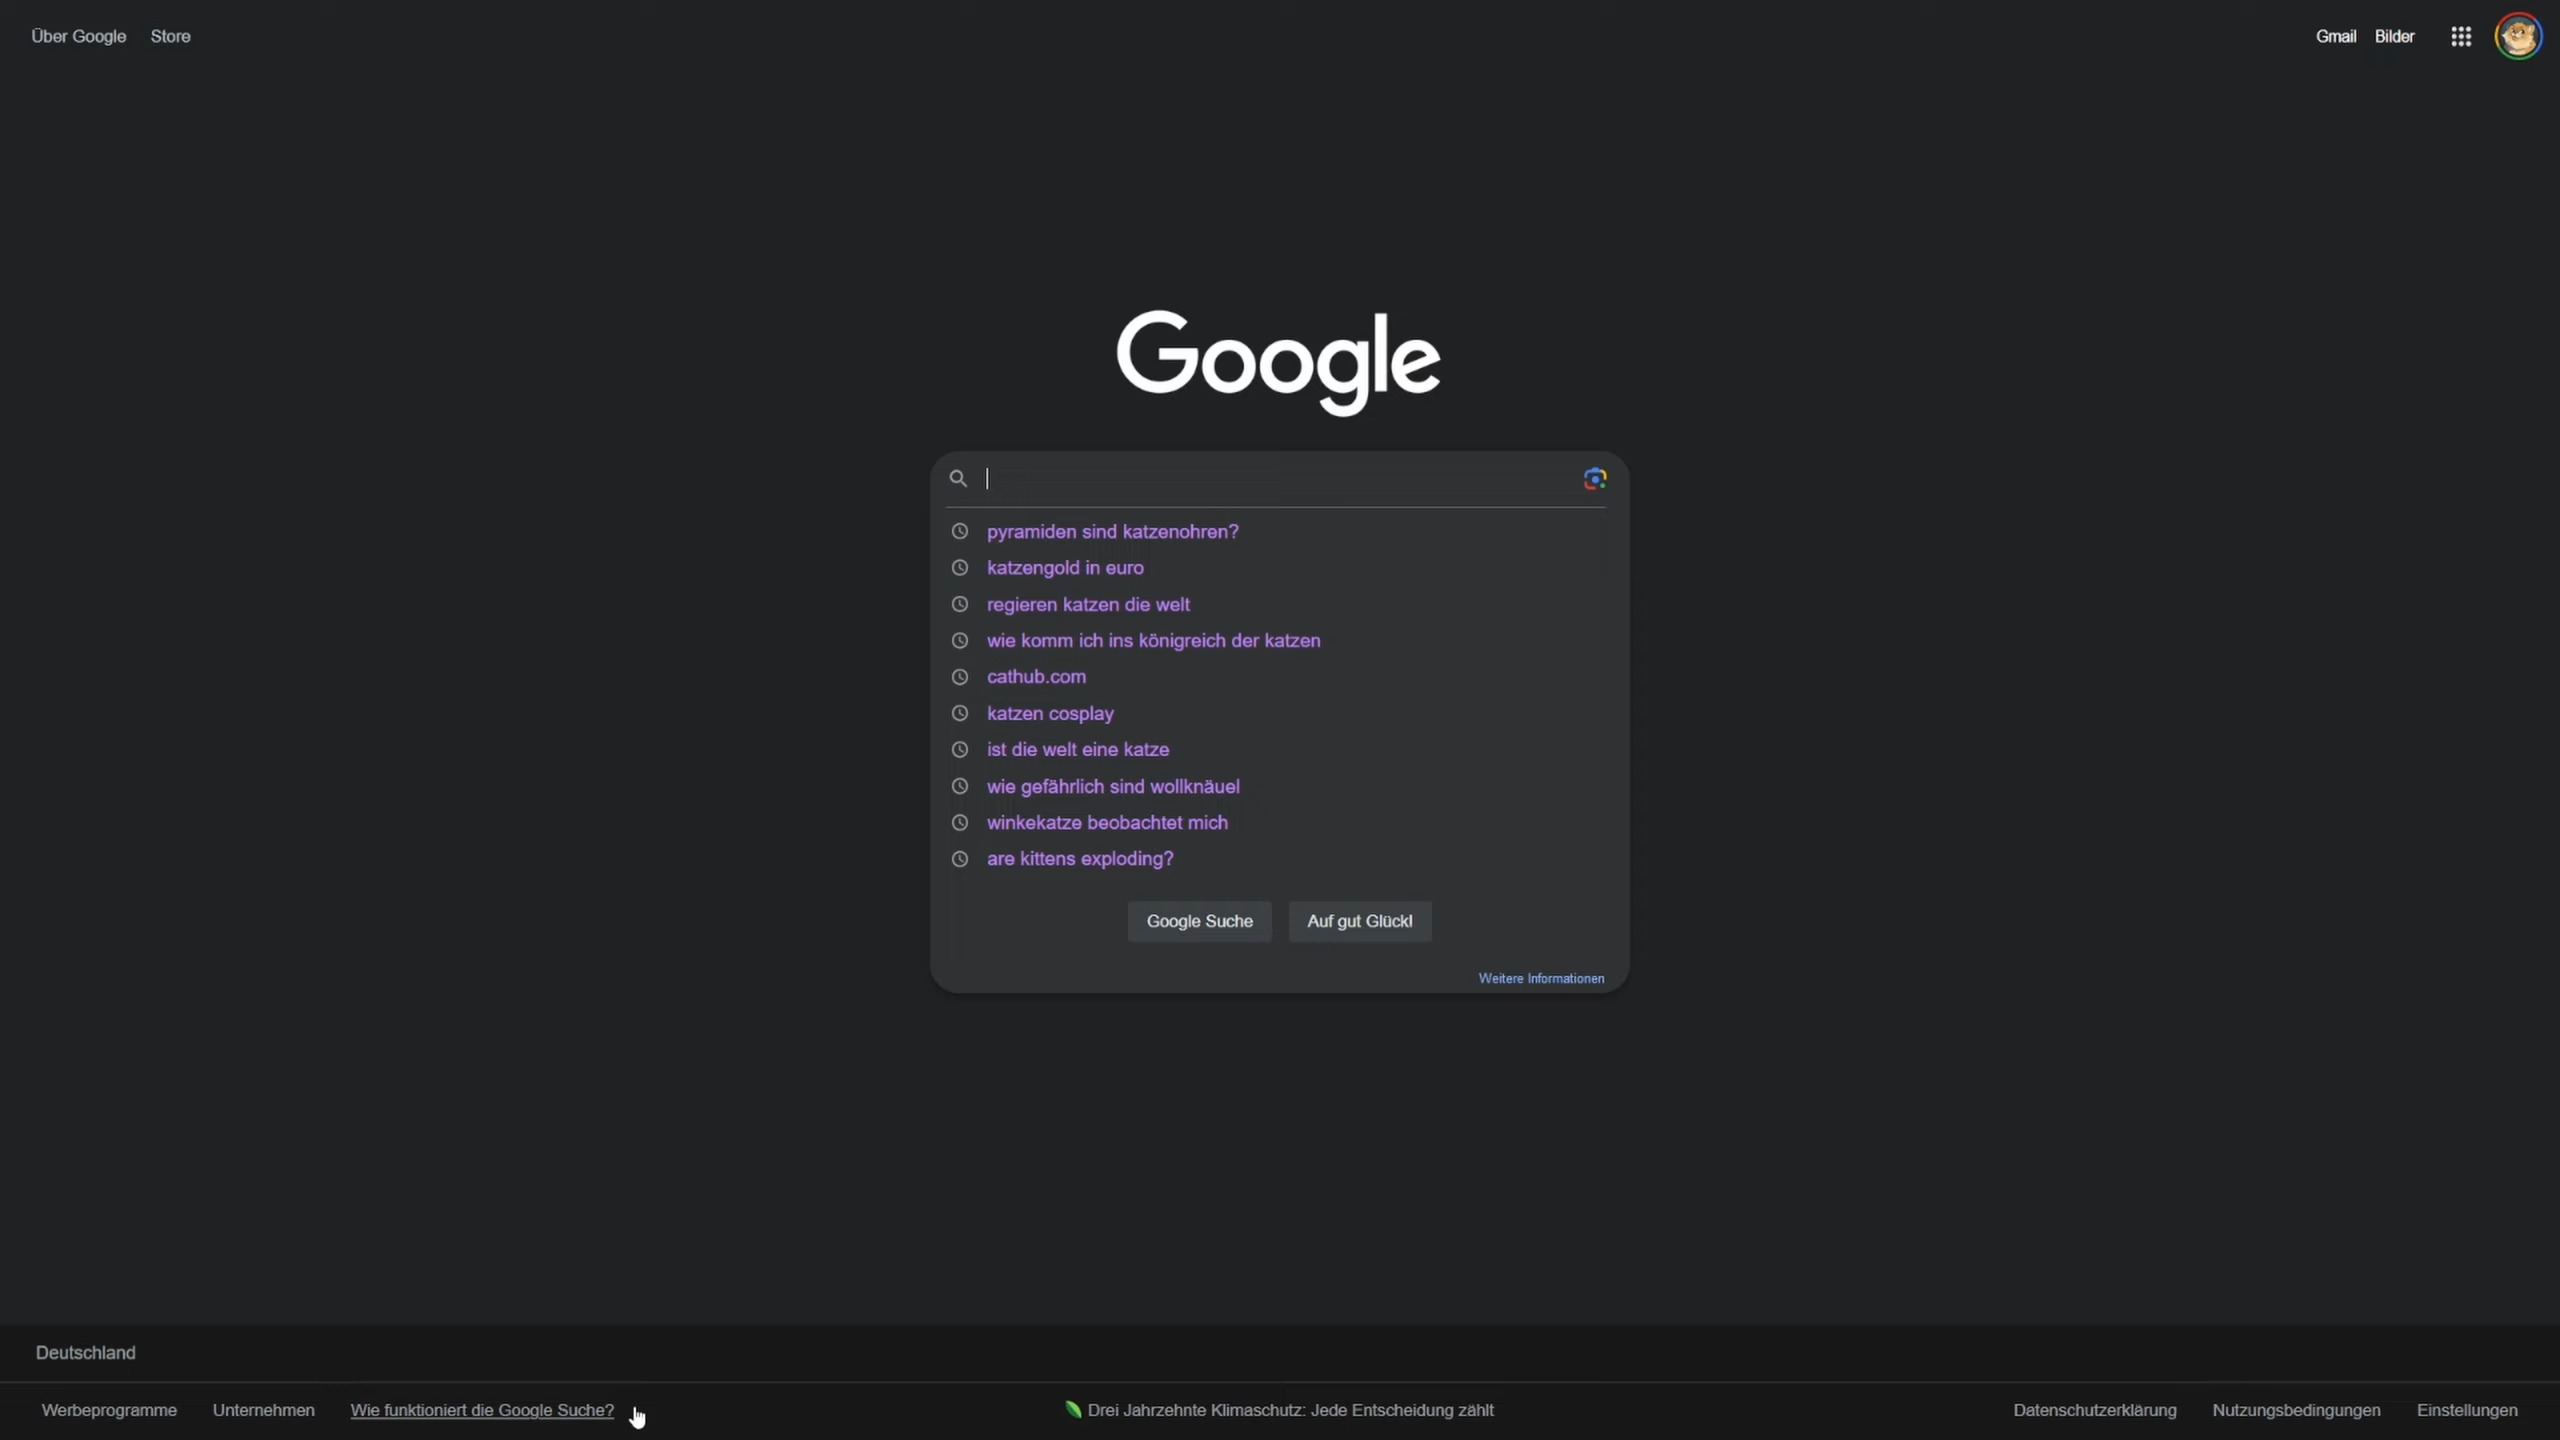 Über Google Store
Gmail Bilder
Google
pyramiden sind katzenohren?
katzengold in euro
regieren katzen die welt
wie komm ich ins königreich der katzen
cathub.com
katzen cosplay
ist die welt eine katze
wie gefährlich sind wollknäuel
winkekatze beobachtet mich
are kittens exploding?
Google Suche Auf gut Glück!
Weitere Informationen
Deutschland
Werbeprogramme Unternehmen Wie funktioniert die Google Suche? Drei Jahrzehnte Klimaschutz: Jede Entscheidung zählt Datenschutzerklärung Nutzungsbedingungen Einstellungen